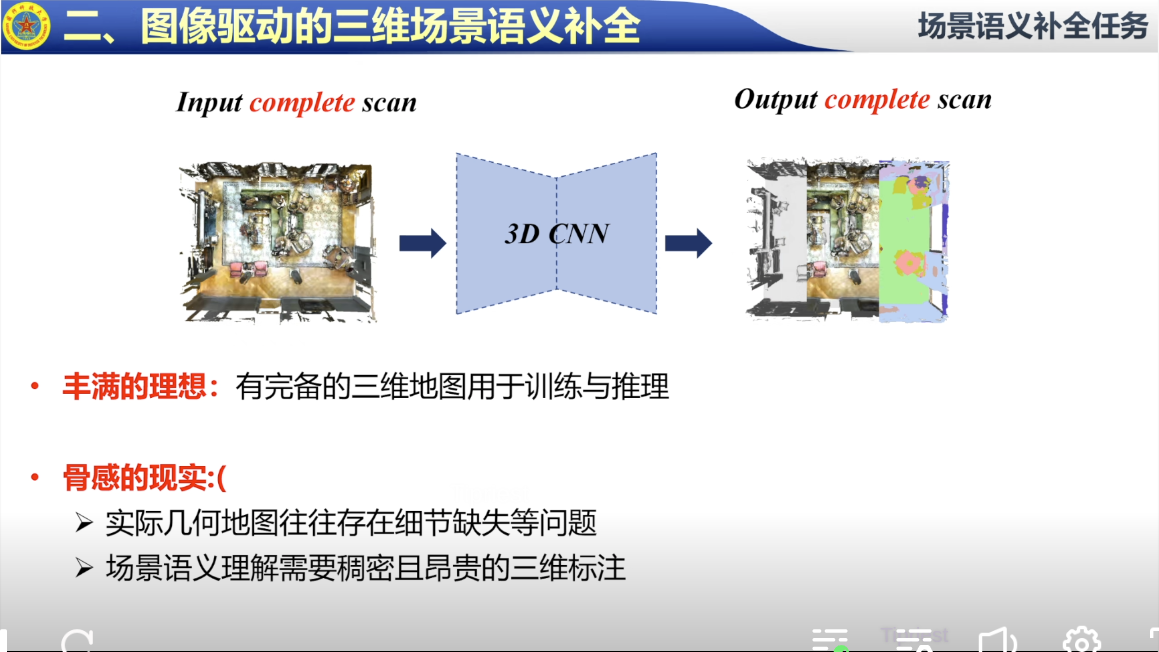 二、图像驱动的三维场景语义补全
场景语义补全任务
Input complete scan
Output complete scan
3D CNN
• 丰满的理想：有完备的三维地图用于训练与推理
• 骨感的现实:(
➢ 实际几何地图往往存在细节缺失等问题
➢ 场景语义理解需要稠密且昂贵的三维标注